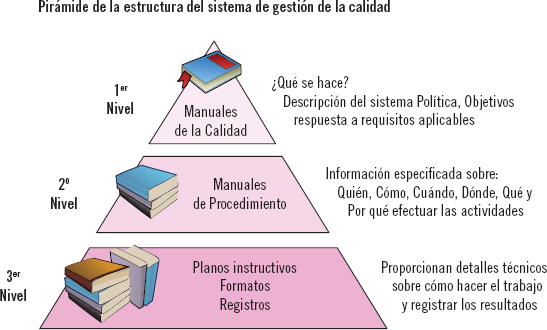 Pirámide de la estructura del sistema de gestión de la calidad
1er
Nivel
Manuales
de la Calidad
¿Qué se hace?
Descripción del sistema Política, Objetivos
respuesta a requisitos aplicables
2º
Nivel
Manuales
de Procedimiento
Información especificada sobre:
Quién, Cómo, Cuándo, Dónde, Qué y
Por qué efectuar las actividades
3er
Nivel
Planos instructivos
Formatos
Registros
Proporcionan detalles técnicos
sobre cómo hacer el trabajo
y registrar los resultados